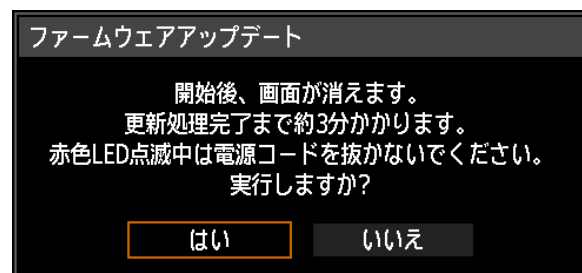 ファームウェアアップデート
開始後、画面が消えます。
更新処理完了まで約3分かかります。
赤色LED点滅中は電源コードを抜かないでください。
実行しますか?
はい
いいえ